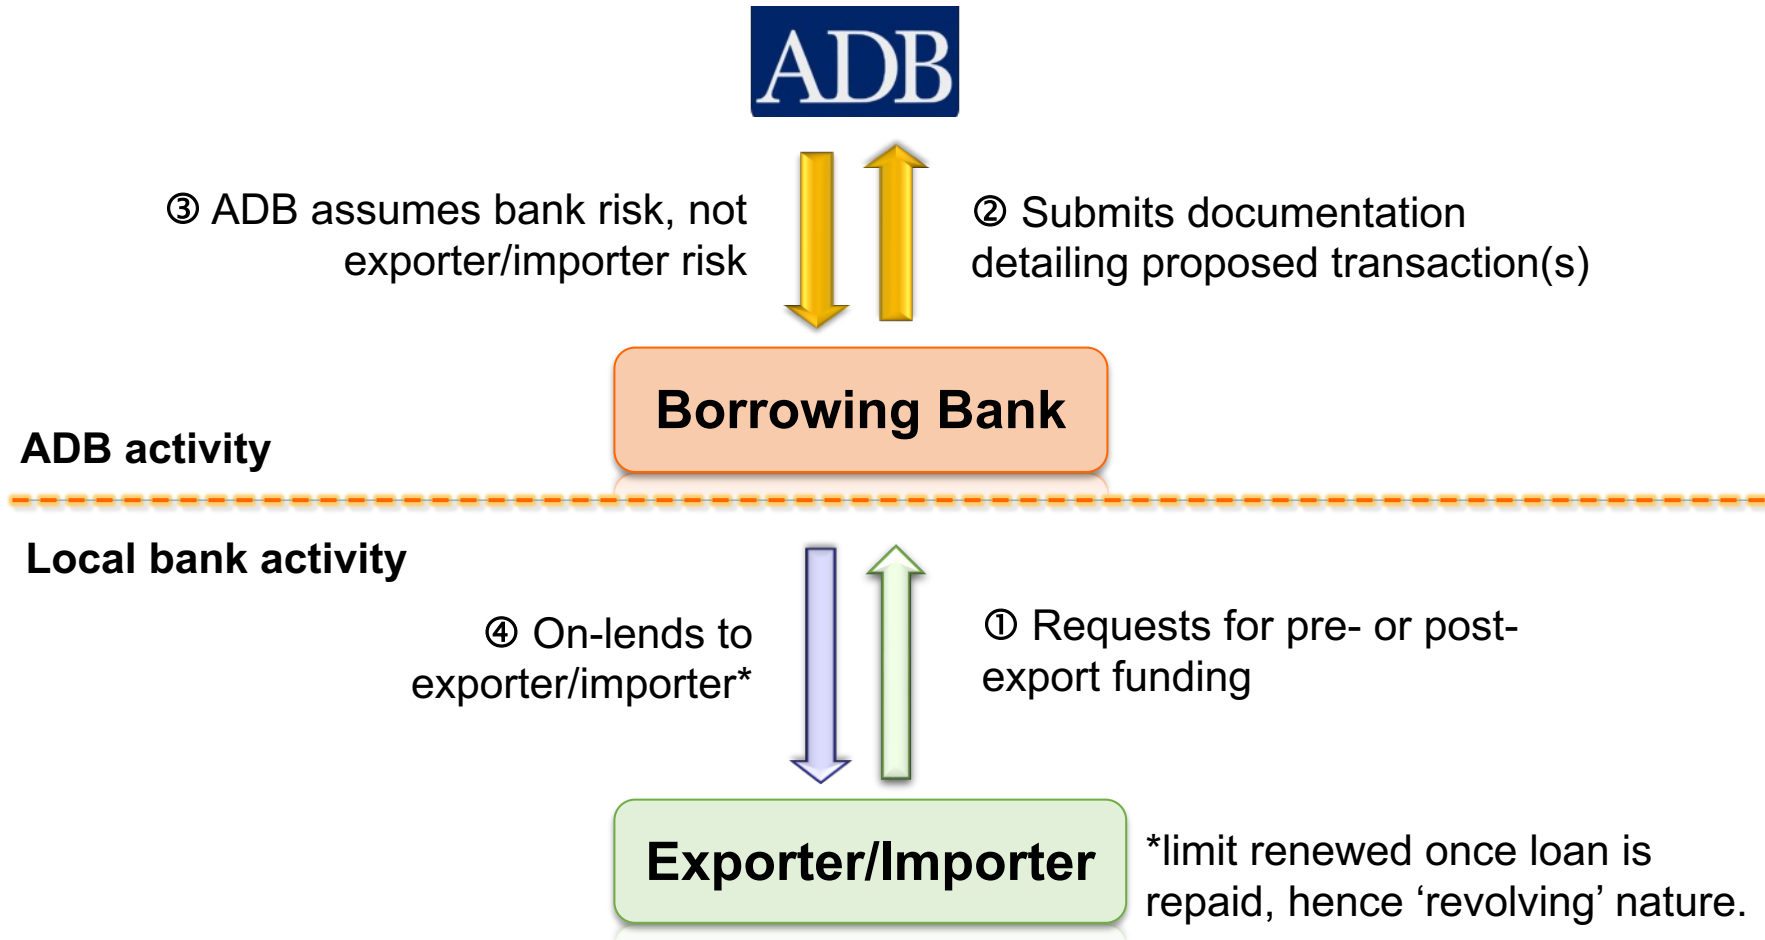 ADB
③ ADB assumes bank risk, not
exporter/importer risk
② Submits documentation
detailing proposed transaction(s)
Borrowing Bank
ADB activity
Local bank activity
④ On-lends to
exporter/importer*
① Requests for pre- or post-
export funding
Exporter/Importer
*limit renewed once loan is
repaid, hence ‘revolving’ nature.